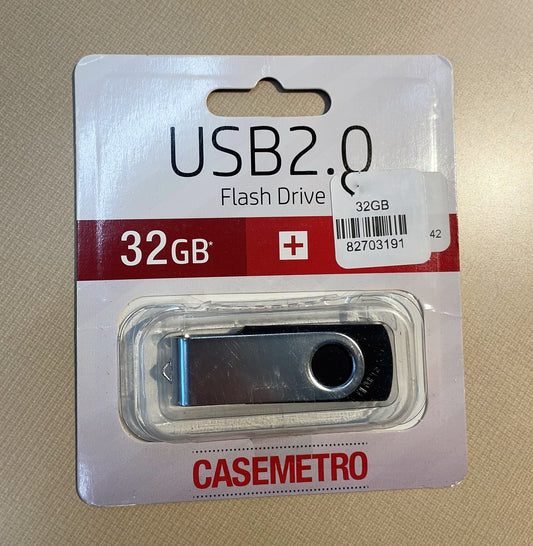 USB2.0
Flash Drive
32GB*
32GB
82703191
42
CASEMETRO